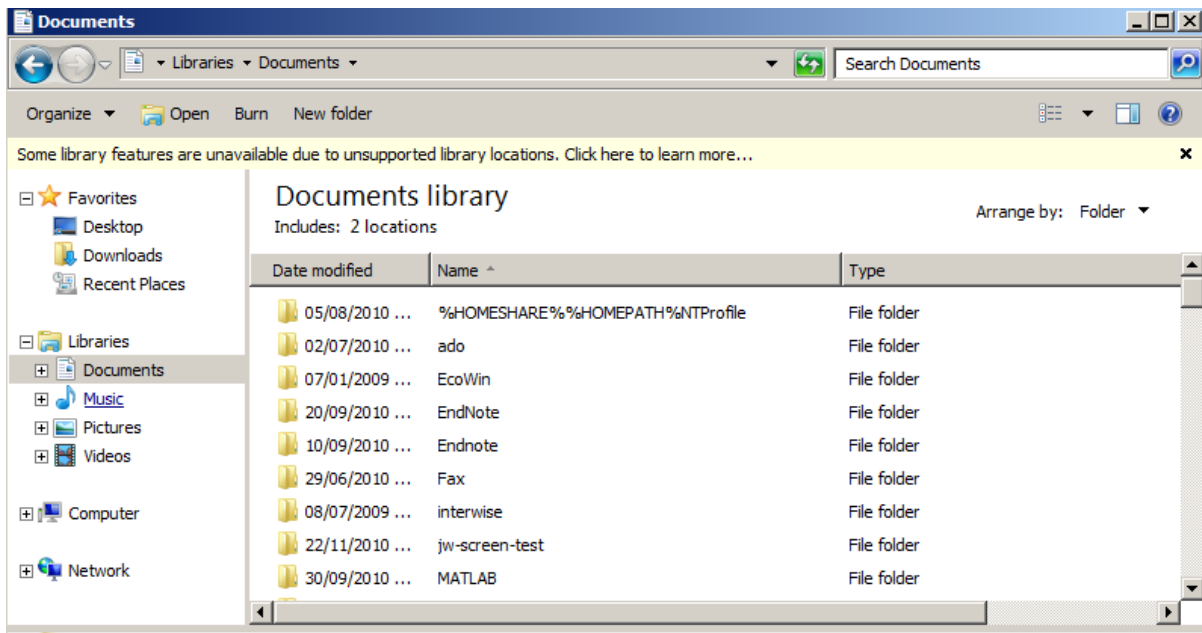 Documents
Libraries Documents
Search Documents
Organize Open Burn New folder
Some library features are unavailable due to unsupported library locations. Click here to learn more...
Favorites
Desktop
Downloads
Recent Places
Libraries
Documents
Music
Pictures
Videos
Computer
Network
Documents library
Includes: 2 locations
Arrange by: Folder
Date modified Name Type
05/08/2010 ... %HOMESHARE%%HOMEPATH%NTProfile File folder
02/07/2010 ... ado File folder
07/01/2009 ... EcoWin File folder
20/09/2010 ... EndNote File folder
10/09/2010 ... Endnote File folder
29/06/2010 ... Fax File folder
08/07/2009 ... interwise File folder
22/11/2010 ... jw-screen-test File folder
30/09/2010 ... MATLAB File folder